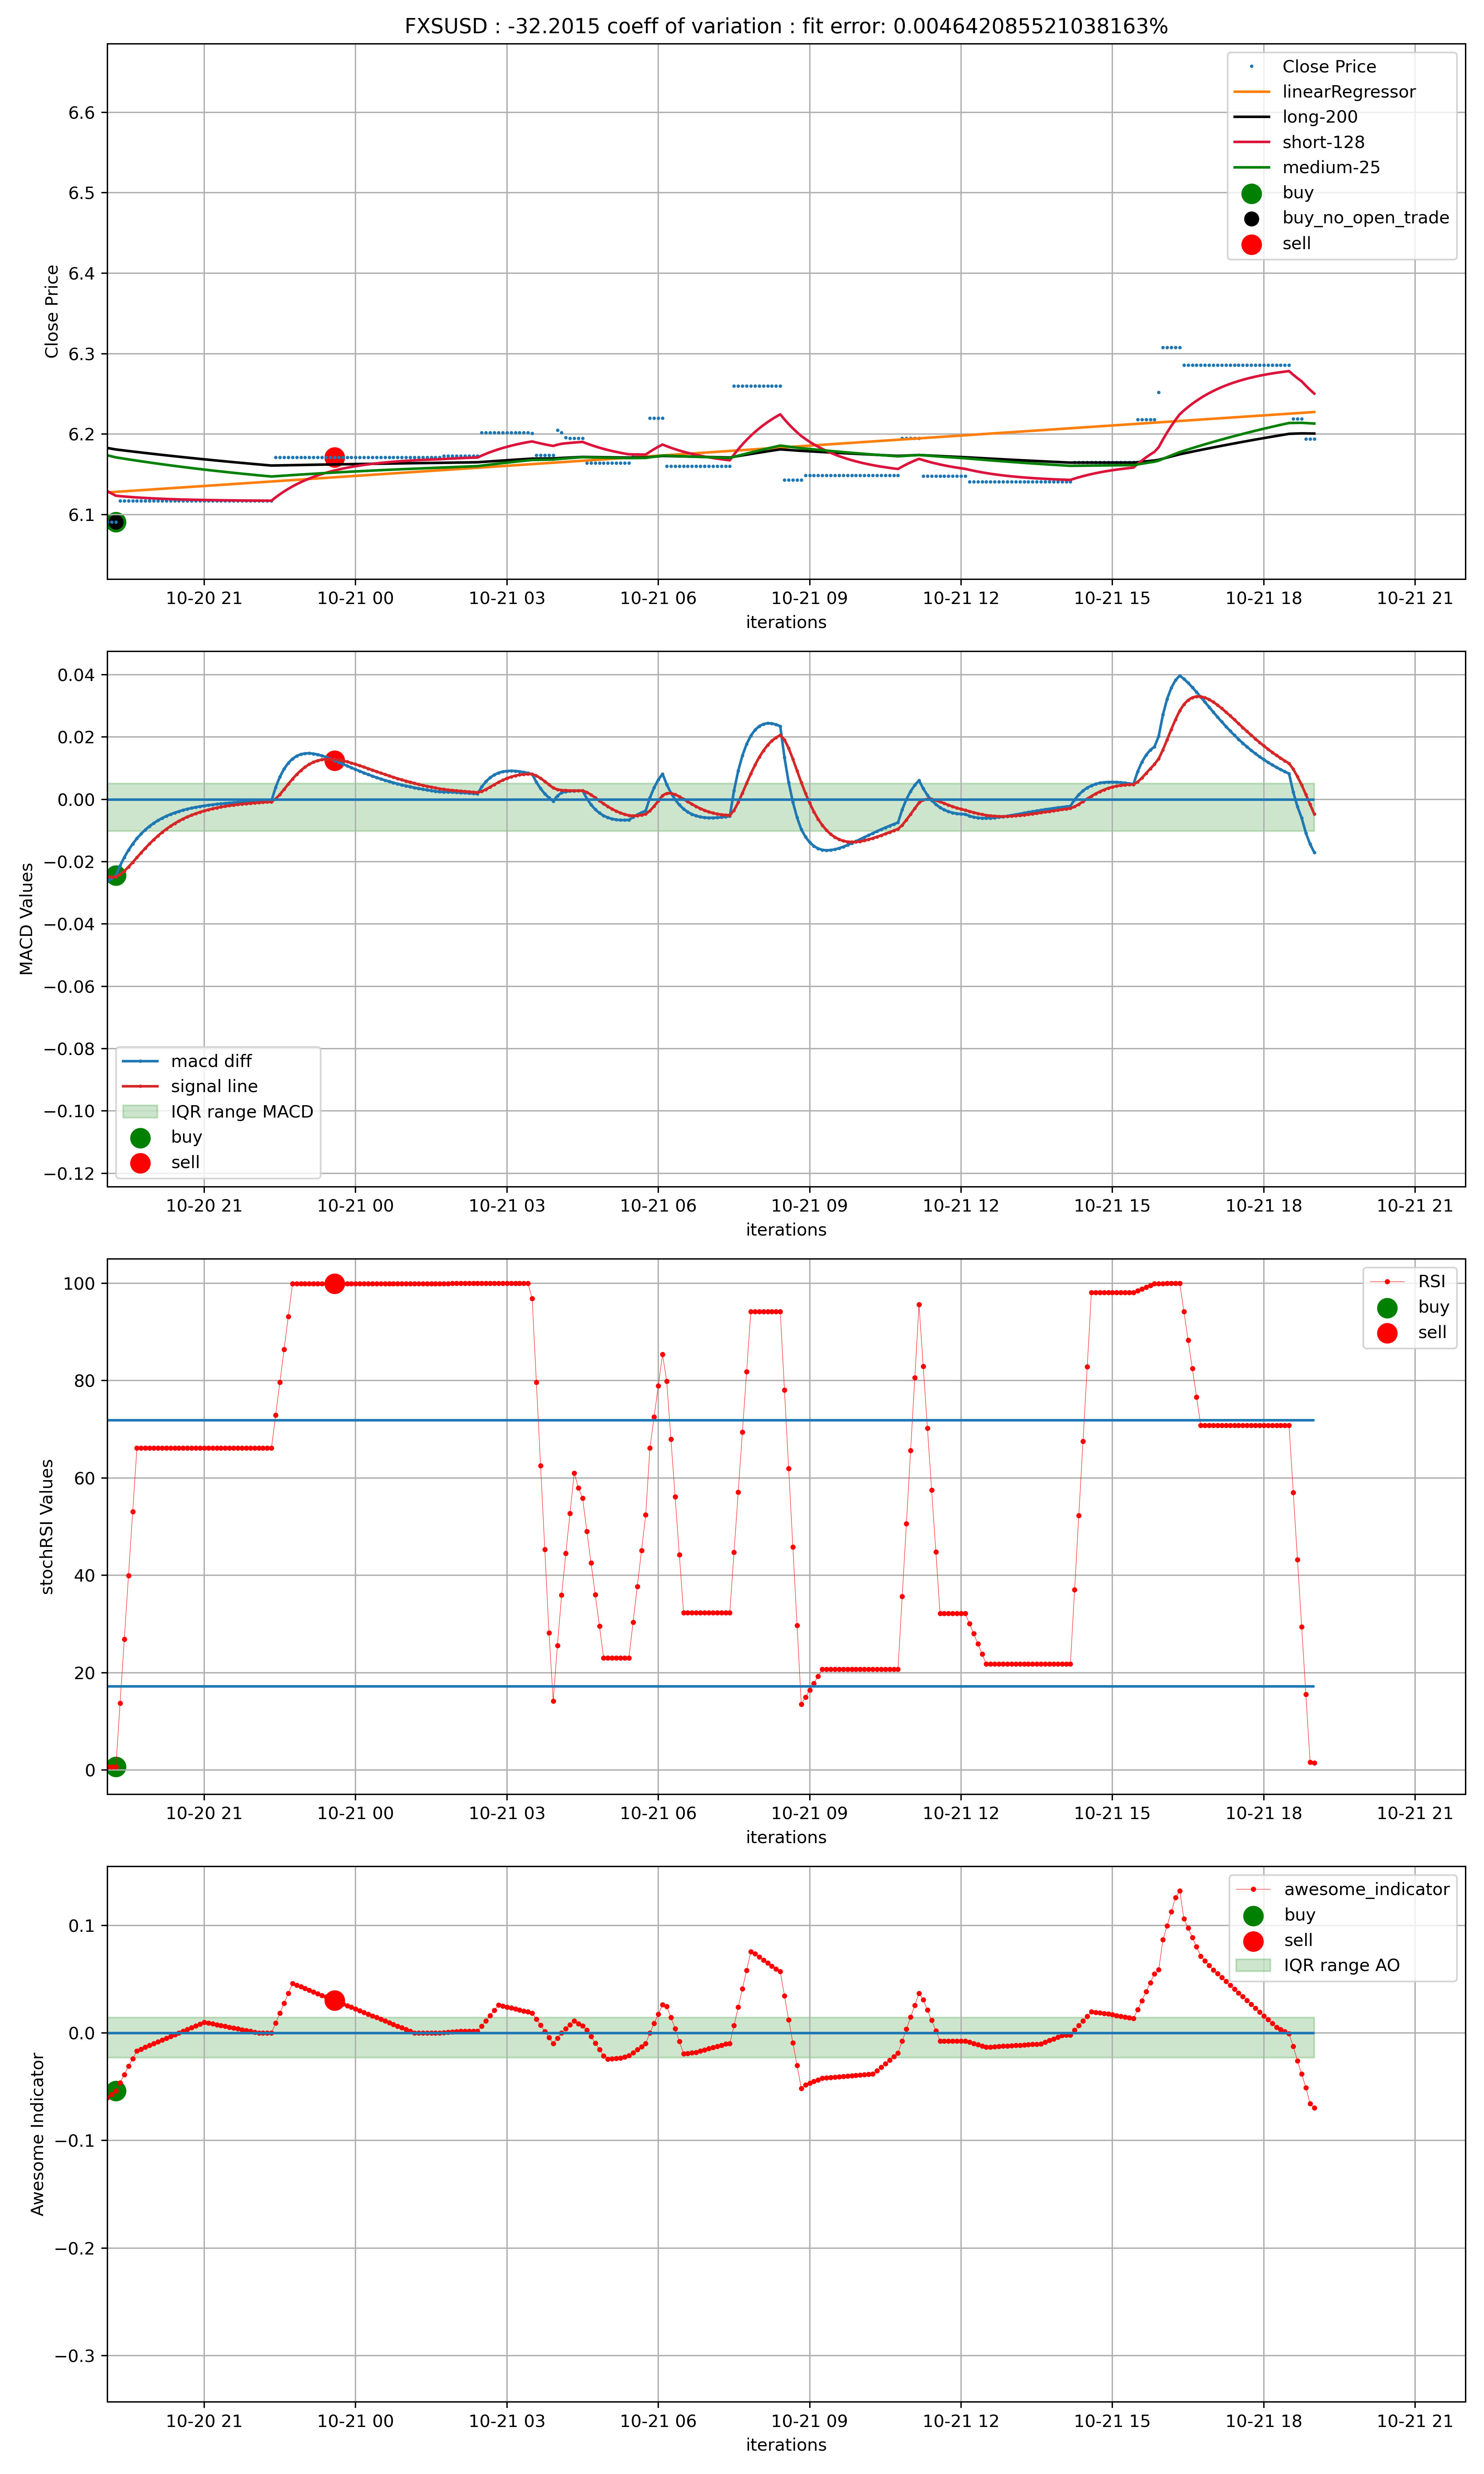 FXSUSD : -32.2015 coeff of variation : fit error: 0.004642085521038163%
Close Price
linearRegressor
long-200
short-128
medium-25
buy
buy_no_open_trade
sell
6.6
6.5
6.4
6.3
6.2
6.1
Close Price
10-20 21
10-21 00
10-21 03
10-21 06
10-21 09
10-21 12
10-21 15
10-21 18
10-21 21
iterations
0.04
0.02
0.00
−0.02
−0.04
−0.06
−0.08
−0.10
−0.12
MACD Values
macd diff
signal line
IQR range MACD
buy
sell
10-20 21
10-21 00
10-21 03
10-21 06
10-21 09
10-21 12
10-21 15
10-21 18
10-21 21
iterations
100
80
60
40
20
0
stochRSI Values
RSI
buy
sell
10-20 21
10-21 00
10-21 03
10-21 06
10-21 09
10-21 12
10-21 15
10-21 18
10-21 21
iterations
0.1
0.0
−0.1
−0.2
−0.3
Awesome Indicator
awesome_indicator
buy
sell
IQR range AO
10-20 21
10-21 00
10-21 03
10-21 06
10-21 09
10-21 12
10-21 15
10-21 18
10-21 21
iterations